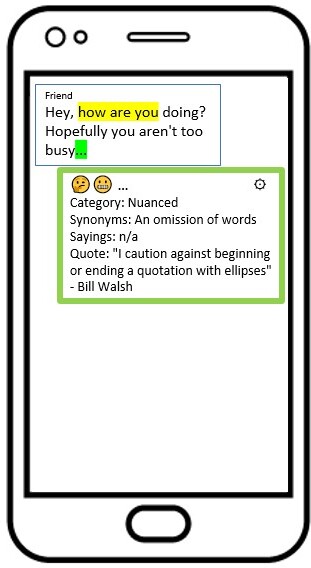 Friend
Hey, how are you doing?
Hopefully you aren't too
busy...
🤔😬 ...
Category: Nuanced
Synonyms: An omission of words
Sayings: n/a
Quote: "I caution against beginning
or ending a quotation with ellipses"
- Bill Walsh